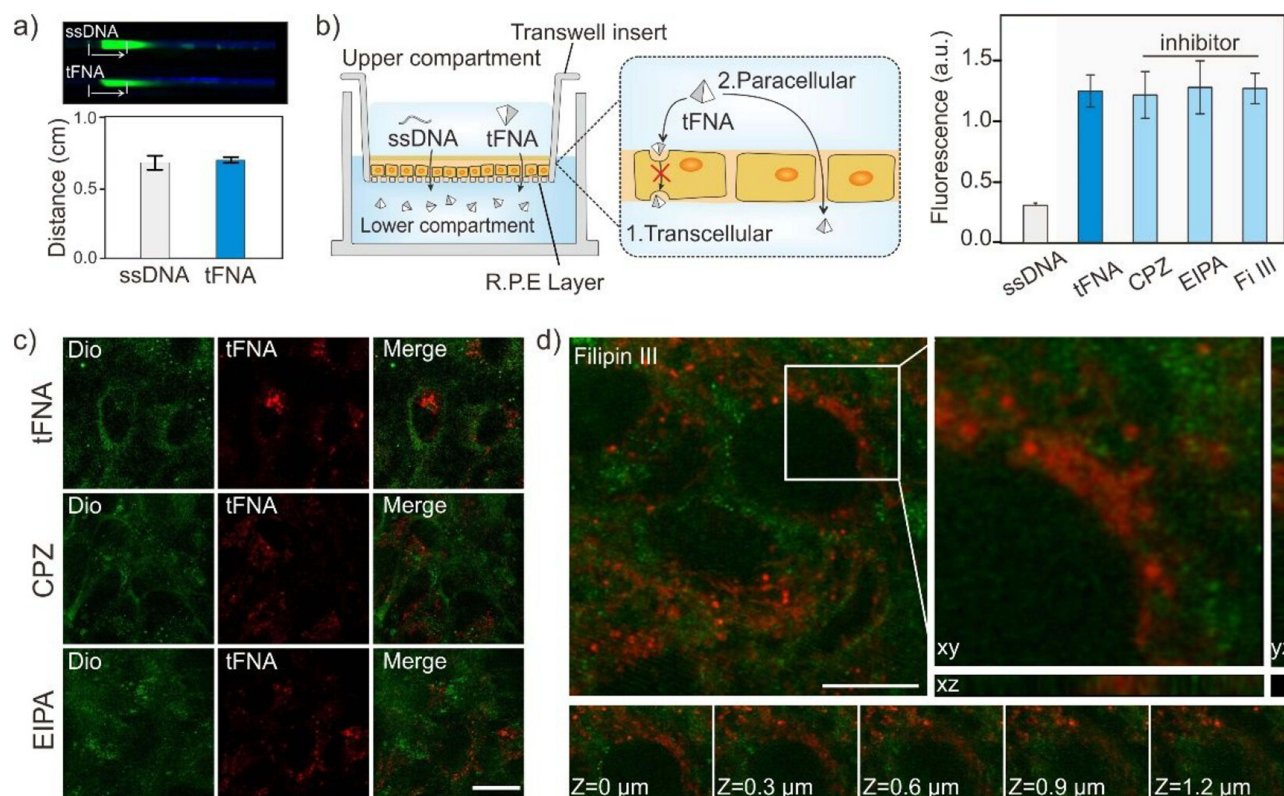 a)
ssDNA
tFNA
Distance (cm)
1.0
0.5
0.0
ssDNA tFNA
b)
Transwell insert
Upper compartment
ssDNA tFNA
Lower compartment
R.P.E Layer
2.Paracellular
tFNA
1.Transcellular
Fluorescence (a.u.)
inhibitor
1.5
1.0
0.5
0.0
ssDNA tFNA CPZ EIPA Fi III
c)
Dio tFNA Merge
tFNA
Dio tFNA Merge
CPZ
Dio tFNA Merge
EIPA
d)
Filipin III
xy
yz
xz
Z=0 µm Z=0.3 µm Z=0.6 µm Z=0.9 µm Z=1.2 µm